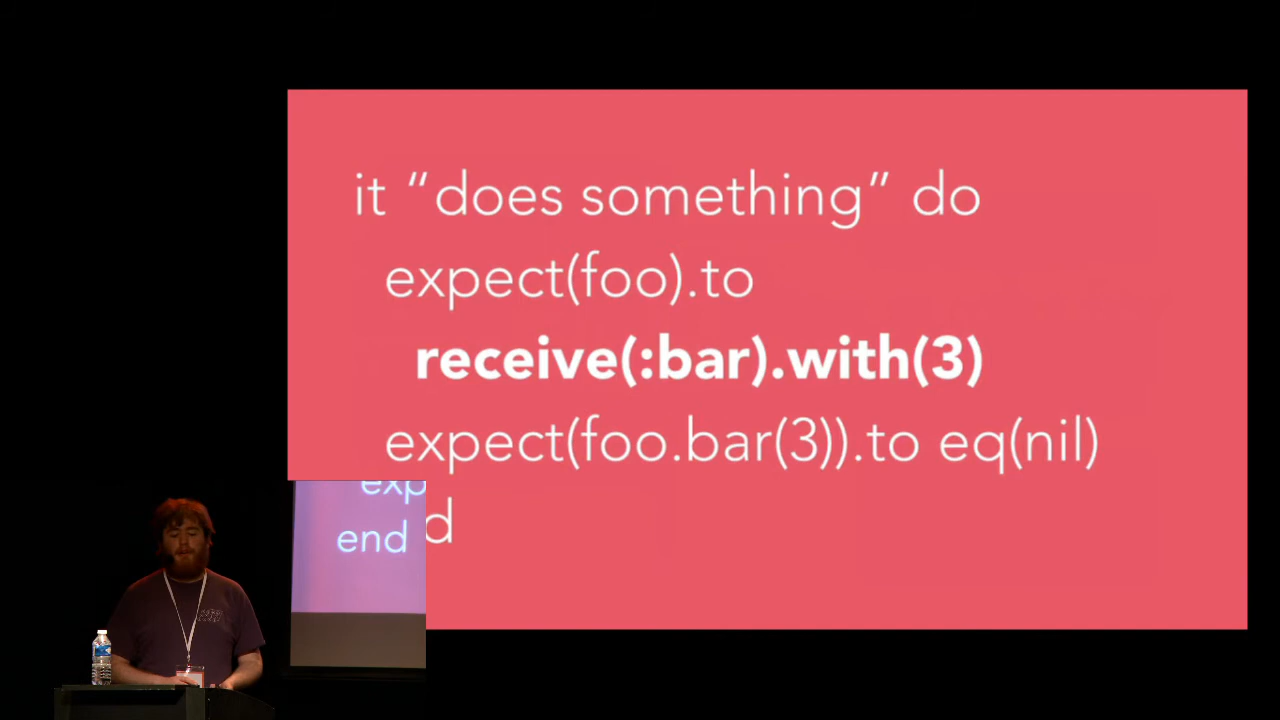 it “does something” do
expect(foo).to
receive(:bar).with(3)
expect(foo.bar(3)).to eq(nil)
d
exp
end